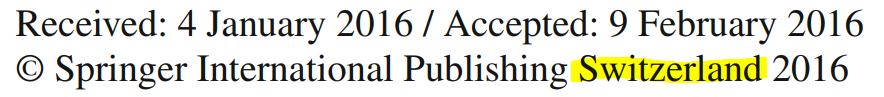 Received: 4 January 2016 / Accepted: 9 February 2016
© Springer International Publishing Switzerland 2016